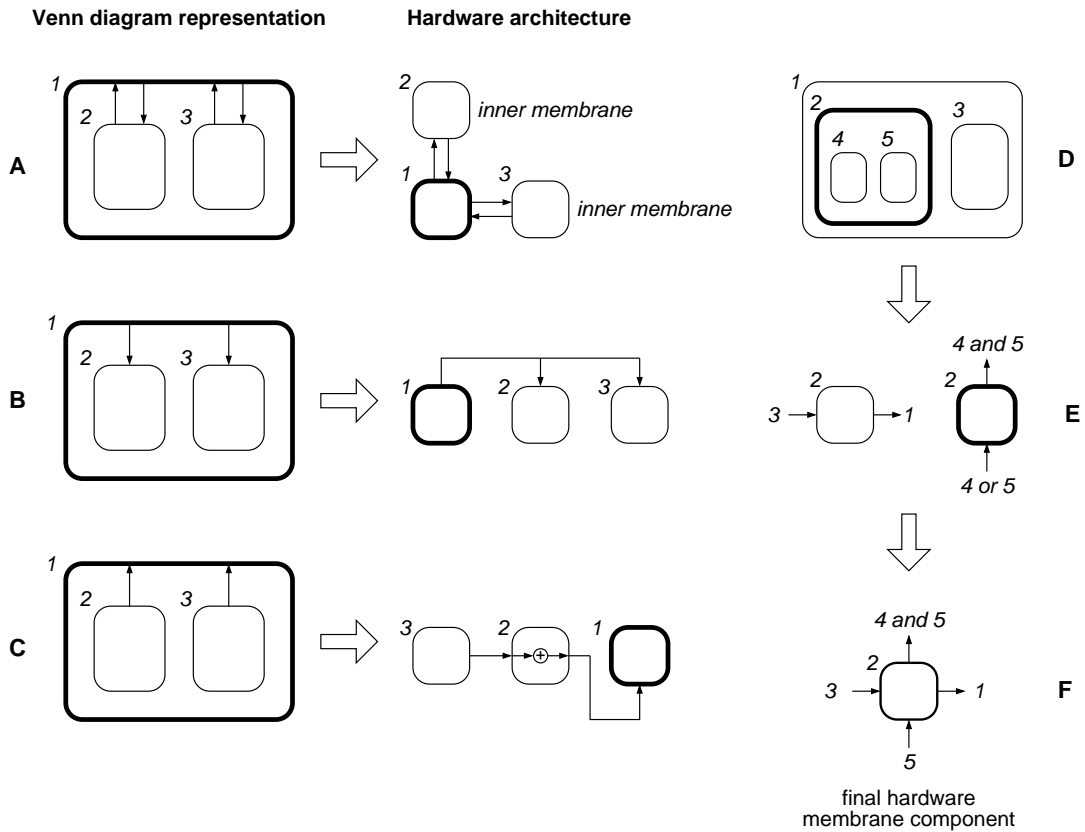 Venn diagram representation
Hardware architecture
A
1
2
3
2
inner membrane
1
3
inner membrane
B
1
2
3
1
2
3
C
1
2
3
3
2
1
+
D
1
2
3
4
5
E
2
3
1
4 and 5
2
4 or 5
F
4 and 5
2
3
1
5
final hardware
membrane component